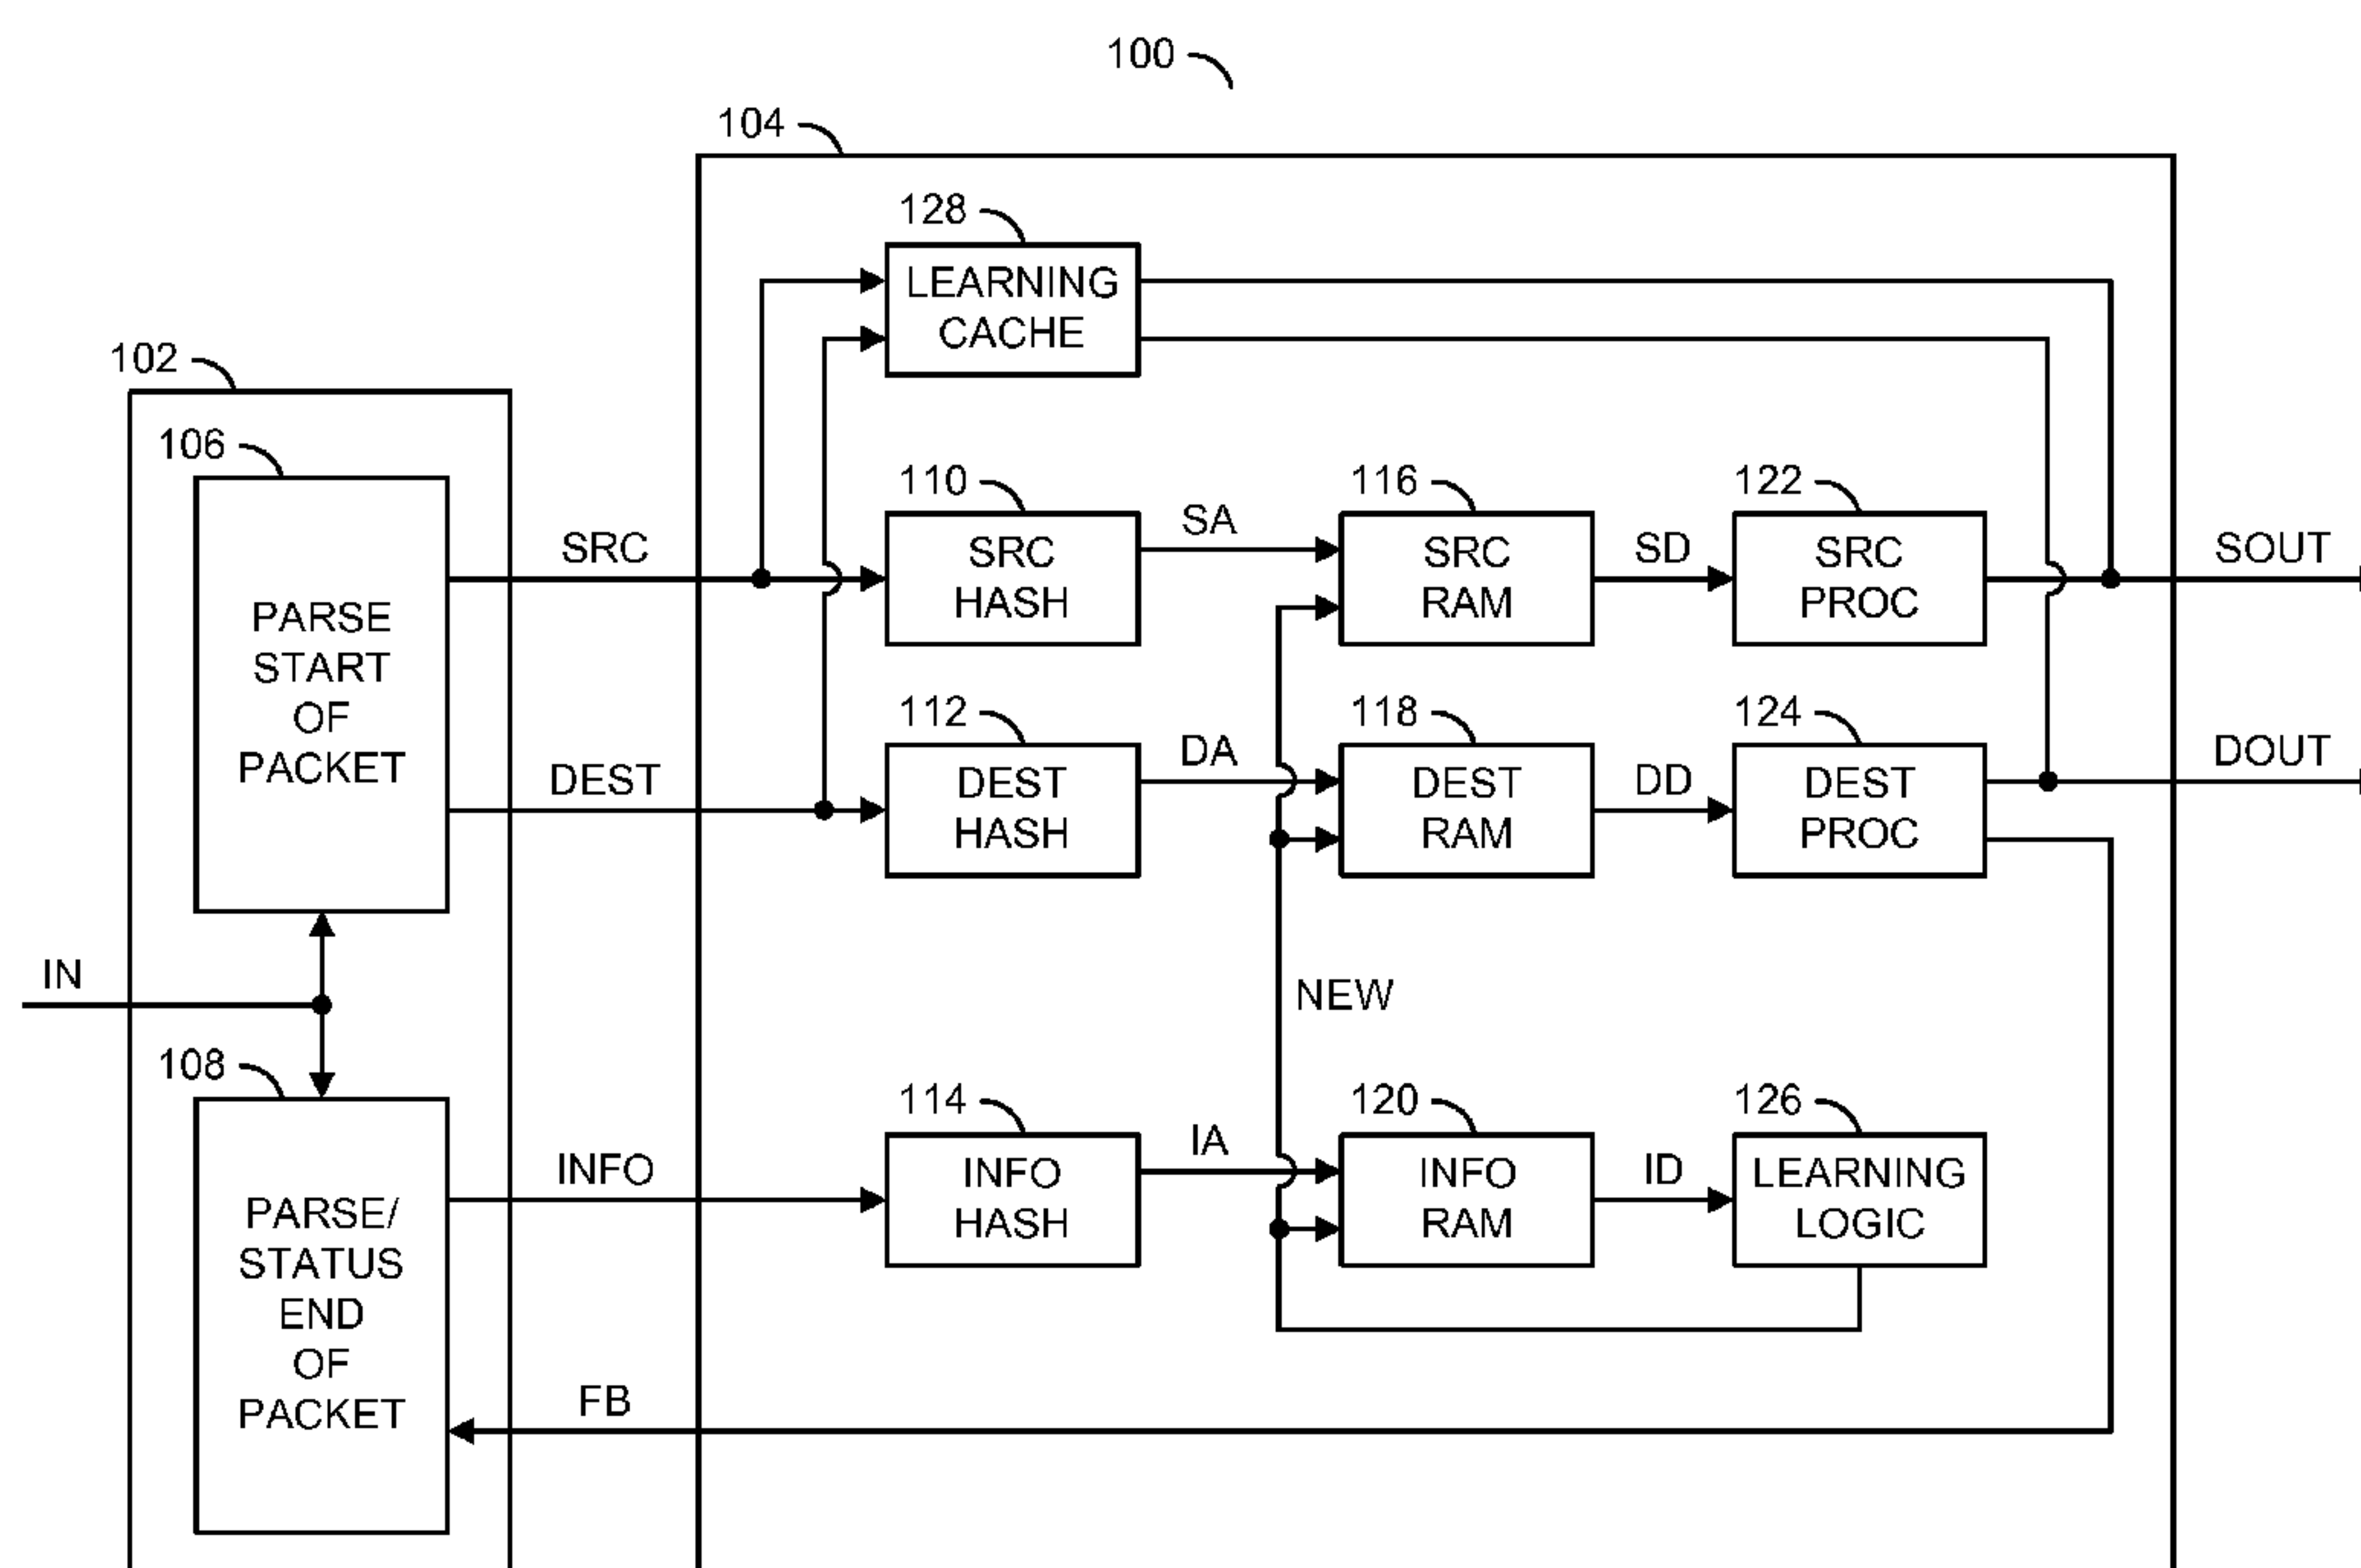 100
104
128
LEARNING
CACHE
102
106
PARSE
START
OF
PACKET
SRC
DEST
110
SRC
HASH
SA
116
SRC
RAM
SD
122
SRC
PROC
SOUT
112
DEST
HASH
DA
118
DEST
RAM
DD
124
DEST
PROC
DOUT
IN
NEW
108
PARSE/
STATUS
END
OF
PACKET
INFO
114
INFO
HASH
IA
120
INFO
RAM
ID
126
LEARNING
LOGIC
FB